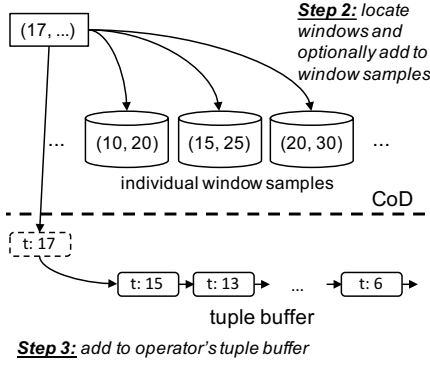 Step 2: locate
windows and
optionally add to
window samples
(17, ...)
... (10, 20) (15, 25) (20, 30) ...
individual window samples
CoD
t: 17
t: 15 t: 13 ... t: 6
tuple buffer
Step 3: add to operator's tuple buffer